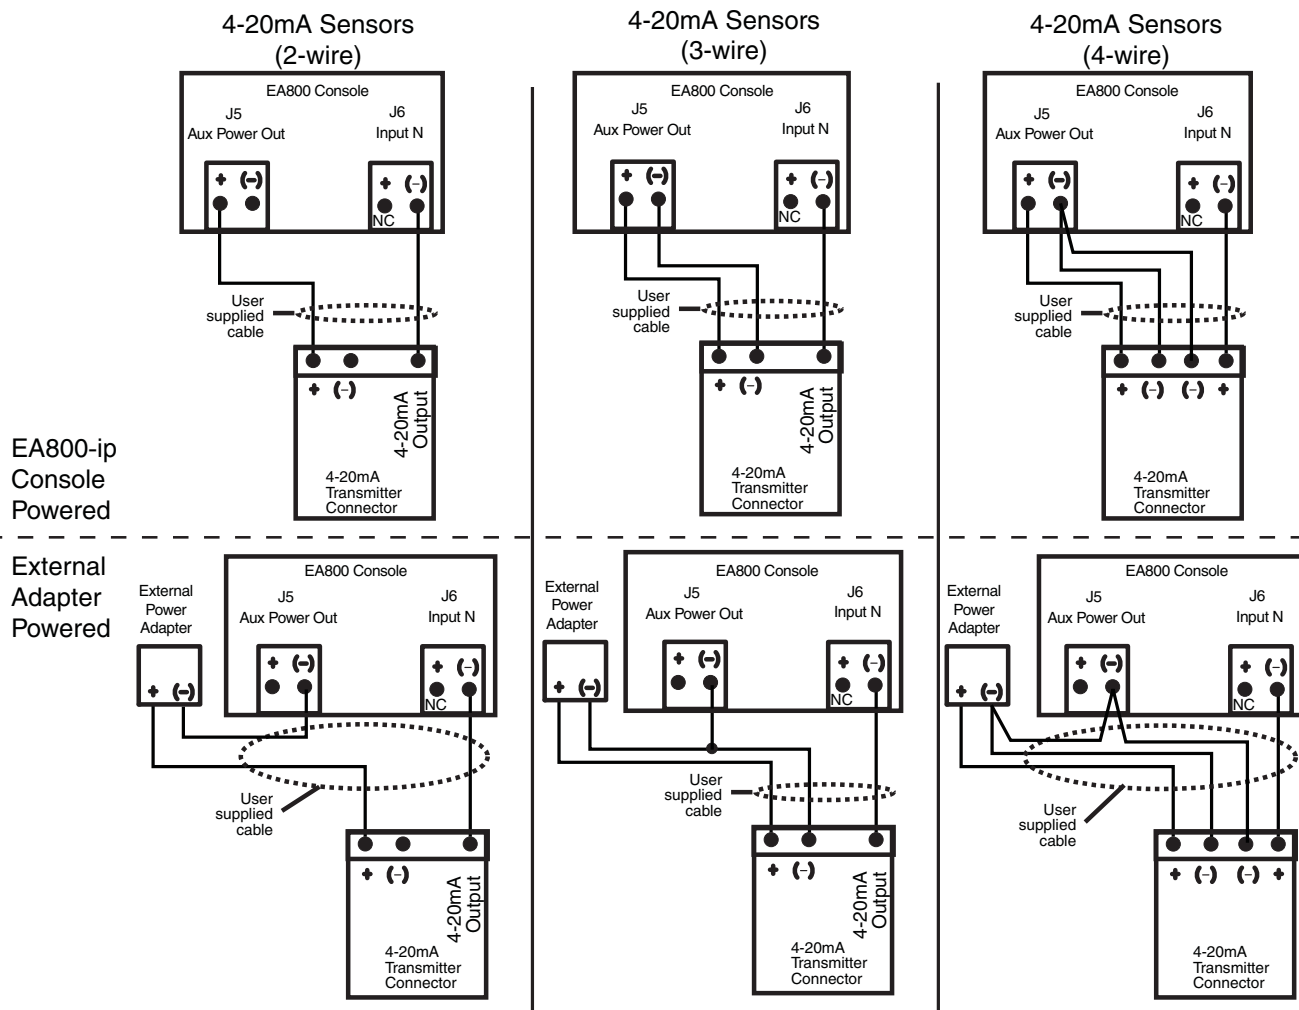 4-20mA Sensors
(2-wire)
4-20mA Sensors
(3-wire)
4-20mA Sensors
(4-wire)
EA800-ip
Console
Powered
EA800 Console
J5
Aux Power Out
J6
Input N
+ (-)
+ (-)
NC
User
supplied
cable
+ (-)
4-20mA
Output
4-20mA
Transmitter
Connector
EA800 Console
J5
Aux Power Out
J6
Input N
+ (-)
+ (-)
NC
User
supplied
cable
+ (-)
4-20mA
Output
4-20mA
Transmitter
Connector
EA800 Console
J5
Aux Power Out
J6
Input N
+ (-)
+ (-)
NC
User
supplied
cable
+ (-) (-) +
4-20mA
Transmitter
Connector
External
Adapter
Powered
External
Power
Adapter
+ (-)
EA800 Console
J5
Aux Power Out
J6
Input N
+ (-)
+ (-)
NC
User
supplied
cable
+ (-)
4-20mA
Output
4-20mA
Transmitter
Connector
External
Power
Adapter
+ (-)
EA800 Console
J5
Aux Power Out
J6
Input N
+ (-)
+ (-)
NC
User
supplied
cable
+ (-)
4-20mA
Output
4-20mA
Transmitter
Connector
External
Power
Adapter
+ (-)
EA800 Console
J5
Aux Power Out
J6
Input N
+ (-)
+ (-)
NC
User
supplied
cable
+ (-) (-) +
4-20mA
Transmitter
Connector